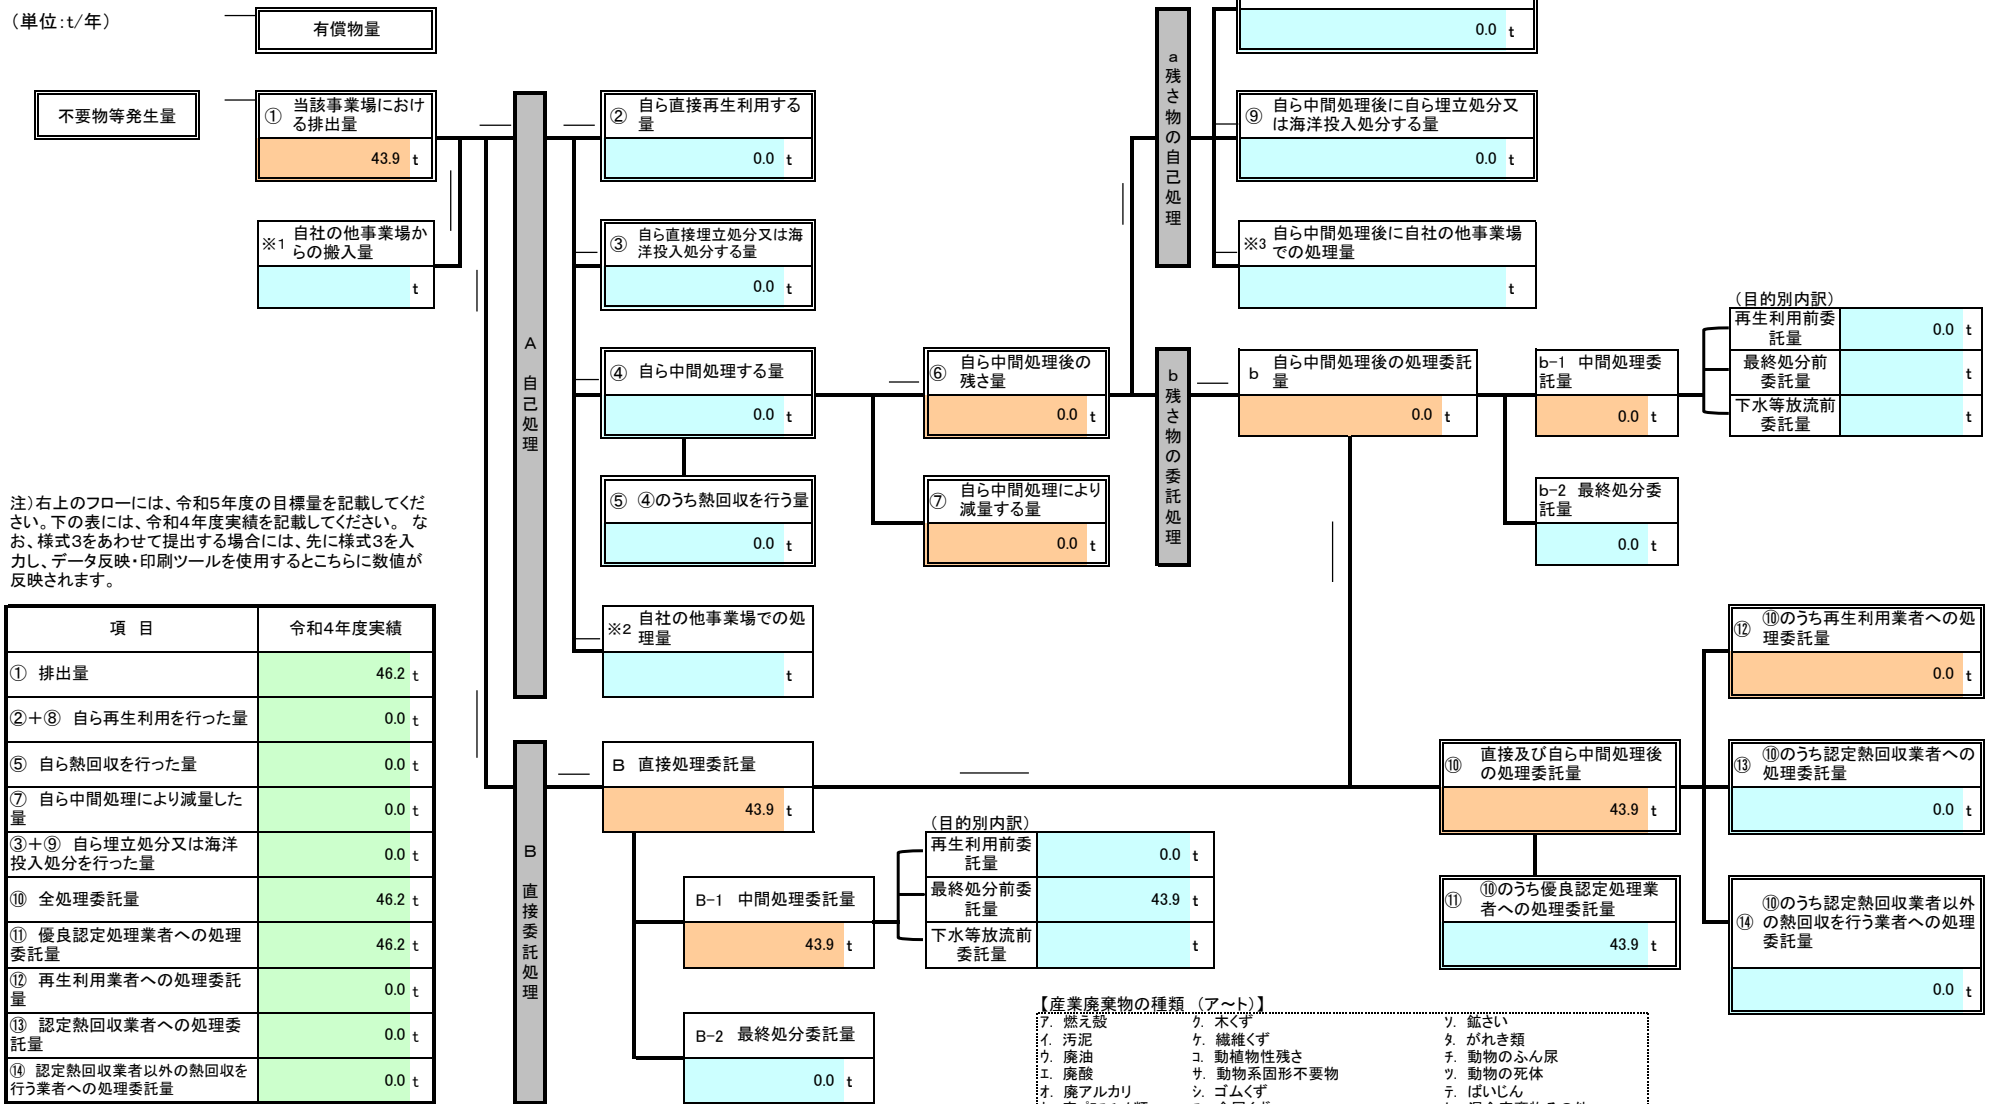 （単位：t/年）
有償物量
不要物等発生量
① 当該事業場におけ
る排出量
43.9 t
※1 自社の他事業場か
らの搬入量
t
A 自己処理
② 自ら直接再生利用する
量
0.0 t
③ 自ら直接埋立処分又は海
洋投入処分する量
0.0 t
④ 自ら中間処理する量
0.0 t
⑤ ④のうち熱回収を行う量
0.0 t
※2 自社の他事業場での処
理量
t
⑥ 自ら中間処理後の
残さ量
0.0 t
⑦ 自ら中間処理により
減量する量
0.0 t
a 残さ物の自己処理
0.0 t
⑨ 自ら中間処理後に自ら埋立処分又
は海洋投入処分する量
0.0 t
※3 自ら中間処理後に自社の他事業場
での処理量
t
b 残さ物の委託処理
b 自ら中間処理後の処理委託
量
0.0 t
b-1 中間処理委
託量
0.0 t
b-2 最終処分委
託量
0.0 t
（目的別内訳）
再生利用前委
託量
0.0 t
最終処分前
委託量
t
下水等放流前
委託量
t
注）右上のフローには、令和5年度の目標量を記載してくだ
さい。下の表には、令和4年度実績を記載してください。 な
お、様式3をあわせて提出する場合には、先に様式3を入
力し、データ反映・印刷ツールを使用するとこちらに数値が
反映されます。
項 目 令和4年度実績
① 排出量 46.2 t
②＋⑧ 自ら再生利用を行った量 0.0 t
⑤ 自ら熱回収を行った量 0.0 t
⑦ 自ら中間処理により減量した
量 0.0 t
③＋⑨ 自ら埋立処分又は海洋
投入処分を行った量 0.0 t
⑩ 全処理委託量 46.2 t
⑪ 優良認定処理業者への処理
委託量 46.2 t
⑫ 再生利用業者への処理委託
量 0.0 t
⑬ 認定熱回収業者への処理委
託量 0.0 t
⑭ 認定熱回収業者以外の熱回収を
行う業者への処理委託量 0.0 t
B 直接委託処理
B 直接処理委託量
43.9 t
B-1 中間処理委託量
43.9 t
B-2 最終処分委託量
0.0 t
（目的別内訳）
再生利用前委
託量
0.0 t
最終処分前委
託量
43.9 t
下水等放流前
委託量
t
⑩ 直接及び自ら中間処理後
の処理委託量
43.9 t
⑪ ⑩のうち優良認定処理業
者への処理委託量
43.9 t
⑫ ⑩のうち再生利用業者への処
理委託量
0.0 t
⑬ ⑩のうち認定熱回収業者への
処理委託量
0.0 t
⑭ ⑩のうち認定熱回収業者以外
の熱回収を行う業者への処理
委託量
0.0 t
【産業廃棄物の種類 （ア～ト）】
ア. 燃え殻 ク. 木くず ソ. 鉱さい
イ. 汚泥 ケ. 繊維くず タ. がれき類
ウ. 廃油 コ. 動植物性残さ チ. 動物のふん尿
エ. 廃酸 サ. 動物系固形不要物 ツ. 動物の死体
オ. 廃アルカリ シ. ゴムくず テ. ばいじん